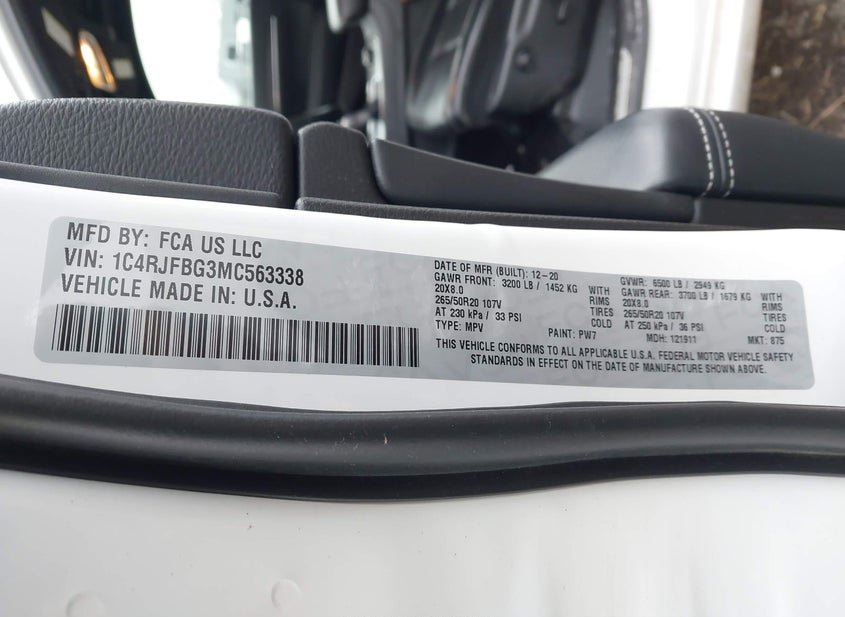 MFD BY: FCA US LLC
VIN: 1C4RJFBG3MC563338
VEHICLE MADE IN: U.S.A.
DATE OF MFR (BUILT): 12-20
GVWR: 6500 LB / 2949 KG
GAWR FRONT: 3200 LB / 1452 KG WITH
GAWR REAR: 3700 LB / 1679 KG WITH
20X8.0 RIMS
20X8.0 RIMS
265/50R20 107V TIRES
265/50R20 107V TIRES
AT 230 kPa / 33 PSI COLD
AT 250 kPa / 36 PSI COLD
TYPE: MPV PAINT: PW7 MDH: 121911 MKT: 875
THIS VEHICLE CONFORMS TO ALL APPLICABLE U.S.A. FEDERAL MOTOR VEHICLE SAFETY
STANDARDS IN EFFECT ON THE DATE OF MANUFACTURE SHOWN ABOVE.